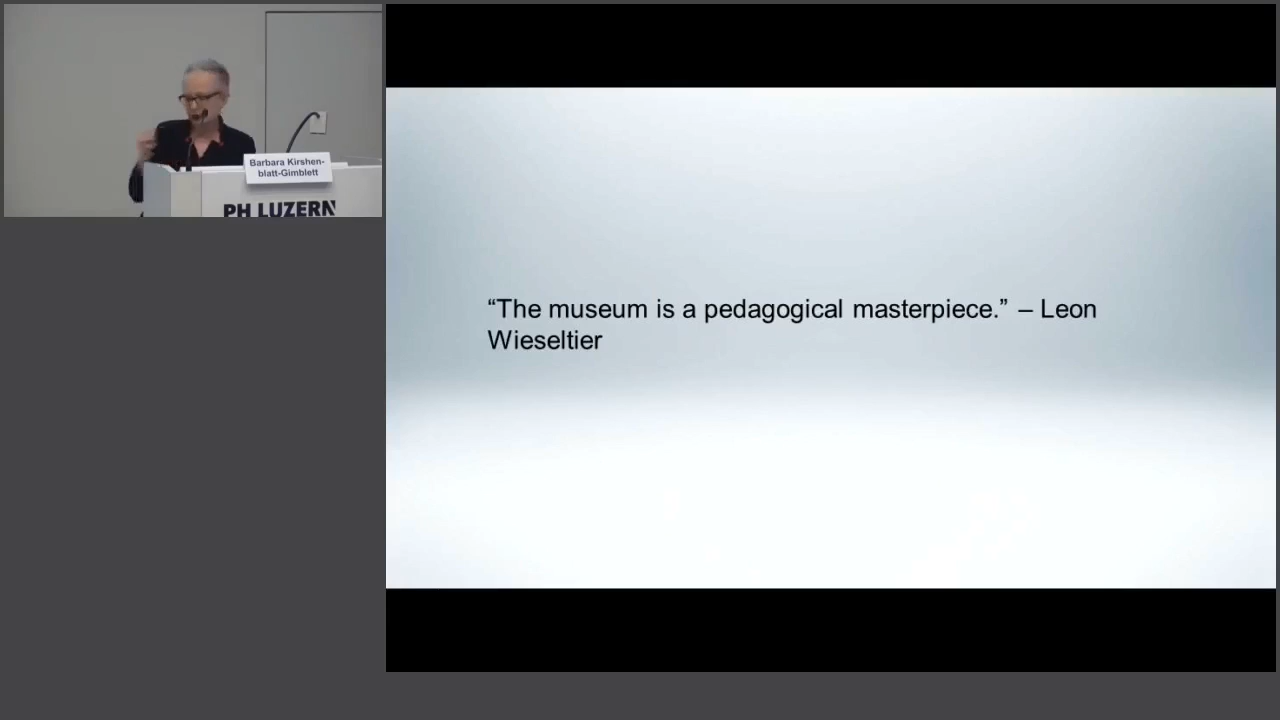 Barbara Kirshen-
blatt-Gimblett
PH LUZERN
“The museum is a pedagogical masterpiece.” – Leon
Wieseltier